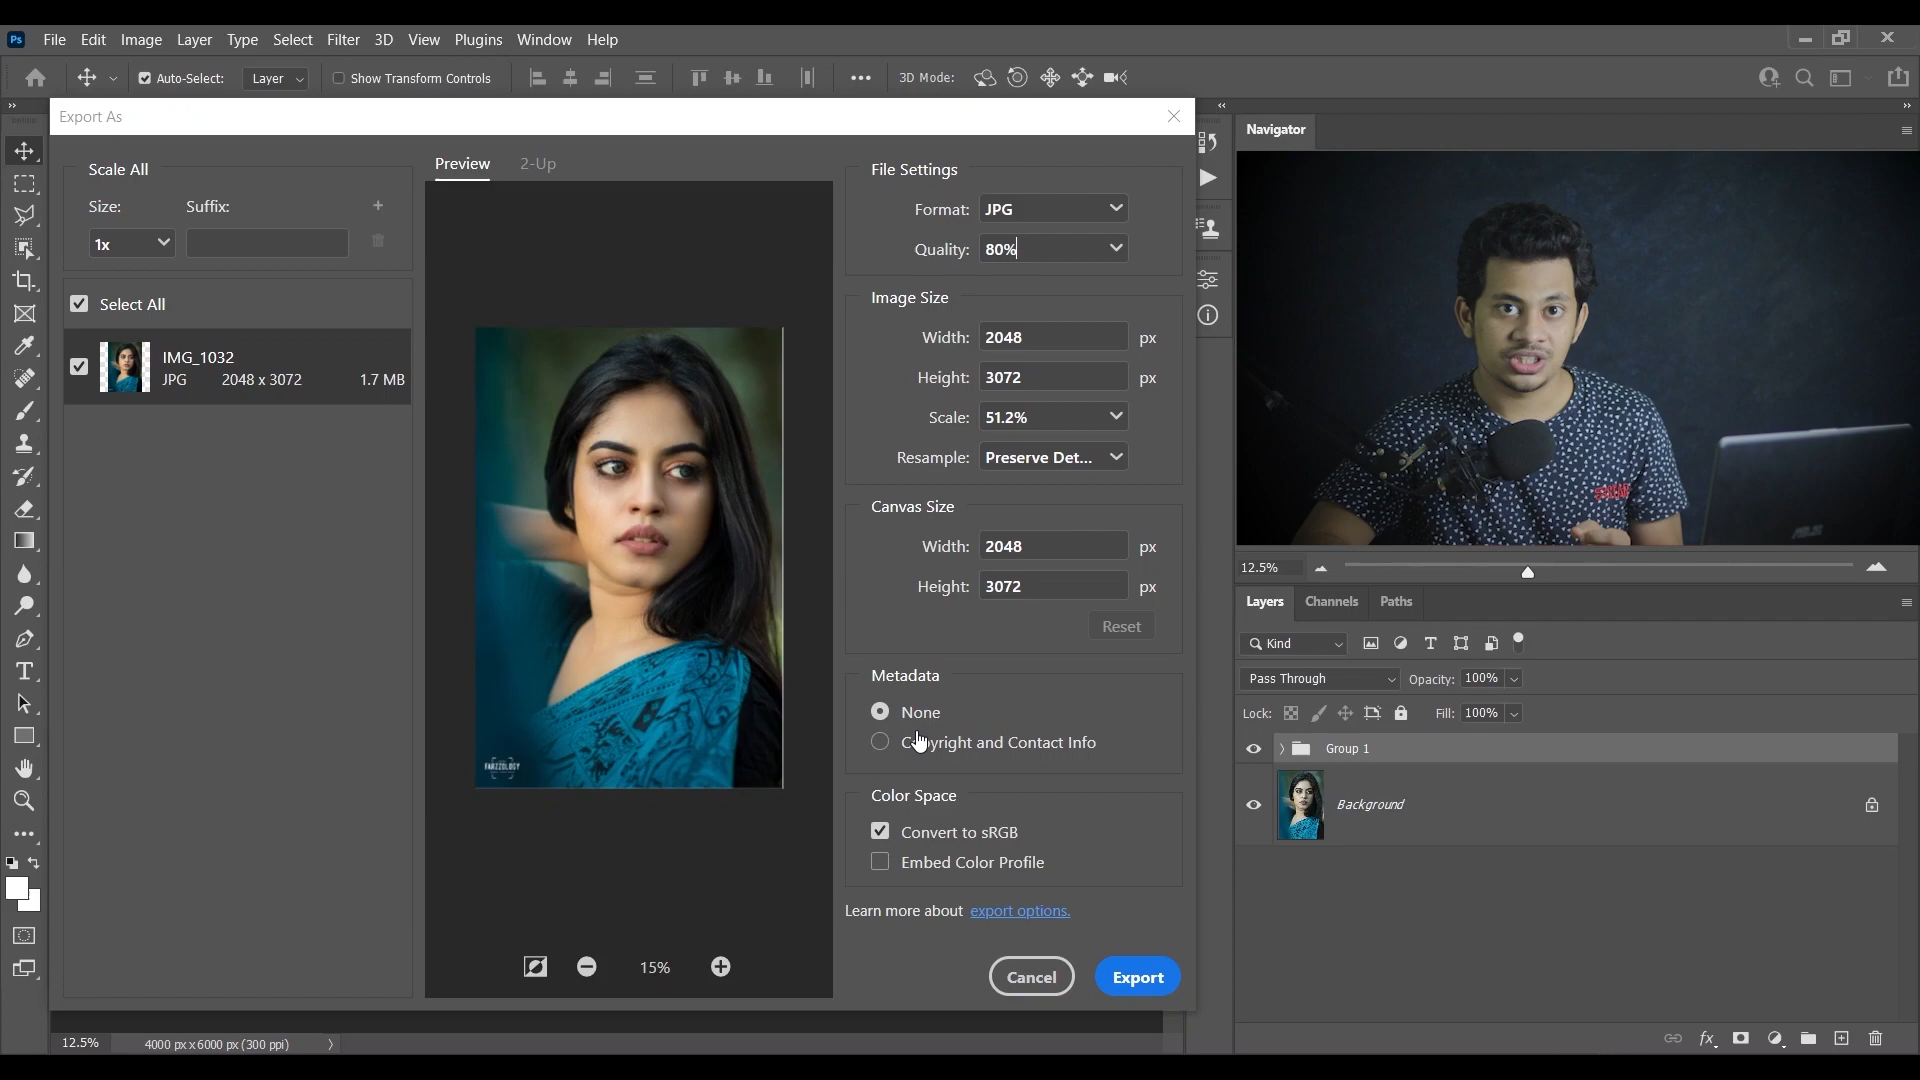 Ps File Edit Image Layer Type Select Filter 3D View Plugins Window Help
Auto-Select: Layer Show Transform Controls 3D Mode:
Export As
Scale All
Size: Suffix:
1x
Select All
IMG_1032
JPG 2048 x 3072 1.7 MB
Preview 2-Up
FARZZOLOGY
15%
File Settings
Format: JPG
Quality: 80%
Image Size
Width: 2048 px
Height: 3072 px
Scale: 51.2%
Resample: Preserve Det...
Canvas Size
Width: 2048 px
Height: 3072 px
Reset
Metadata
None
Copyright and Contact Info
Color Space
Convert to sRGB
Embed Color Profile
Learn more about export options.
Cancel Export
12.5% 4000 px x 6000 px (300 ppi)
Navigator
ASUS
12.5%
Layers Channels Paths
Kind
Pass Through Opacity: 100%
Lock: Fill: 100%
Group 1
Background
fx